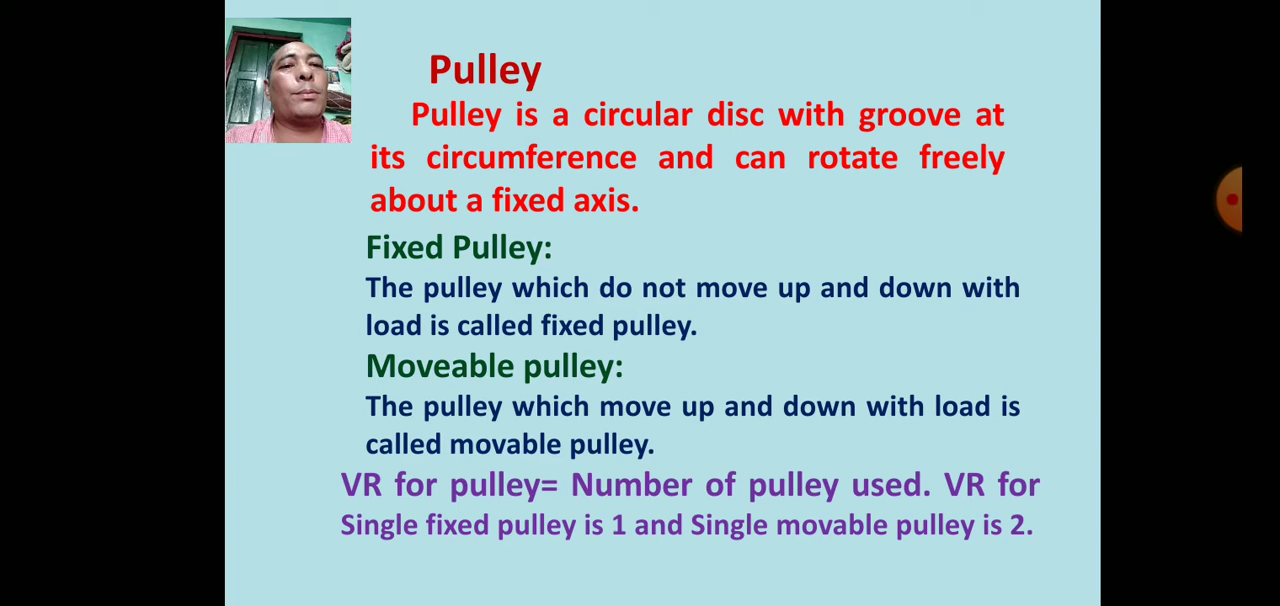 Pulley
Pulley is a circular disc with groove at
its circumference and can rotate freely
about a fixed axis.
Fixed Pulley:
The pulley which do not move up and down with
load is called fixed pulley.
Moveable pulley:
The pulley which move up and down with load is
called movable pulley.
VR for pulley= Number of pulley used. VR for
Single fixed pulley is 1 and Single movable pulley is 2.